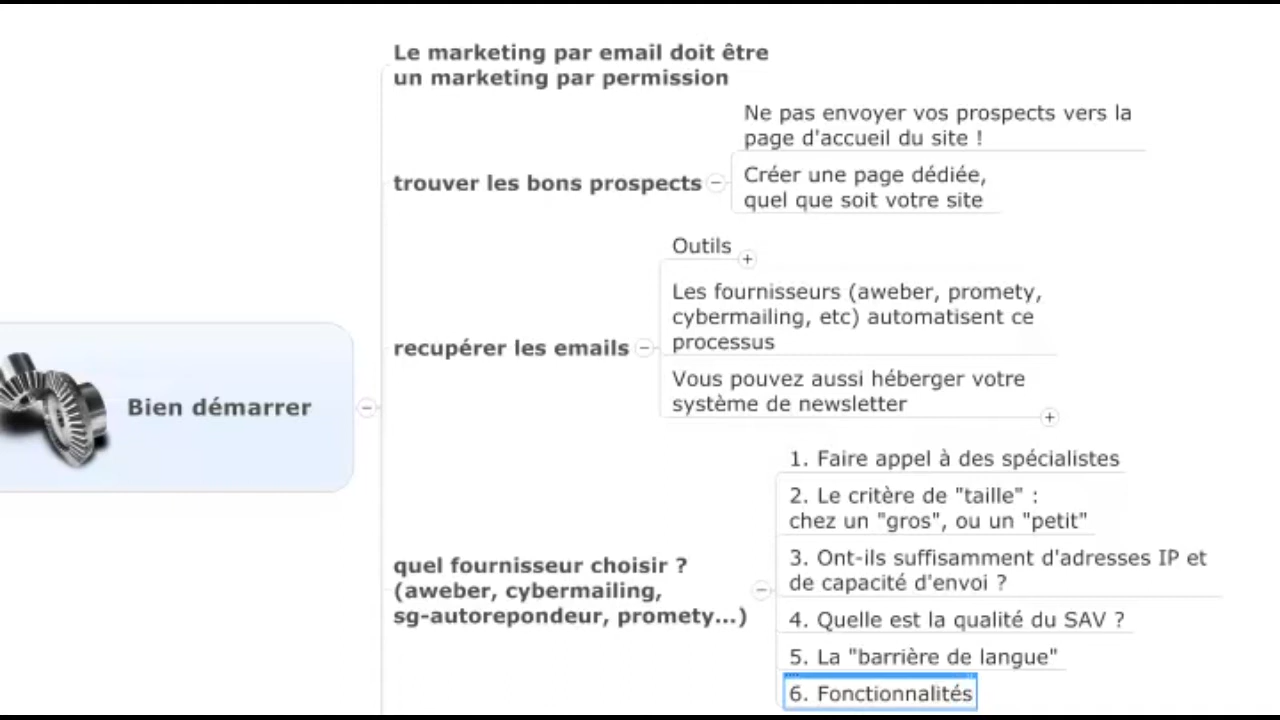 Le marketing par email doit être
un marketing par permission
Ne pas envoyer vos prospects vers la
page d'accueil du site !
trouver les bons prospects
Créer une page dédiée,
quel que soit votre site
Outils
Les fournisseurs (aweber, promety,
cybermailing, etc) automatisent ce
processus
recupérer les emails
Vous pouvez aussi héberger votre
système de newsletter
Bien démarrer
1. Faire appel à des spécialistes
2. Le critère de "taille" :
chez un "gros", ou un "petit"
quel fournisseur choisir ?
(aweber, cybermailing,
sg-autorepondeur, promety...)
3. Ont-ils suffisamment d'adresses IP et
de capacité d'envoi ?
4. Quelle est la qualité du SAV ?
5. La "barrière de langue"
6. Fonctionnalités